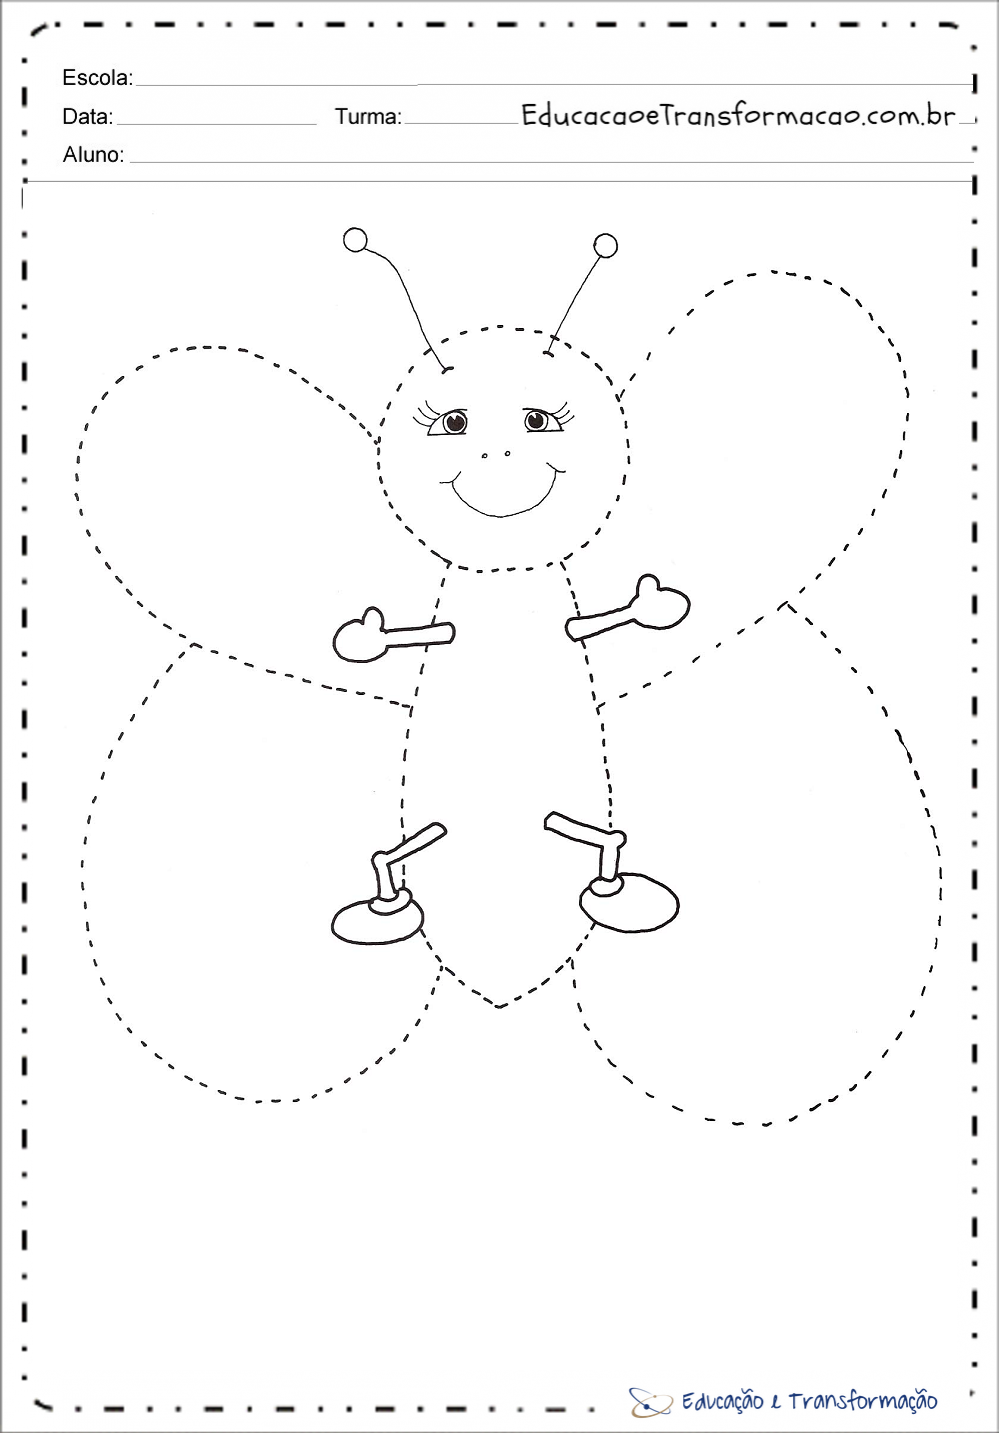 Escola:
Data: Turma: EducacaoeTransformacao.com.br
Aluno:
Educação e Transformação